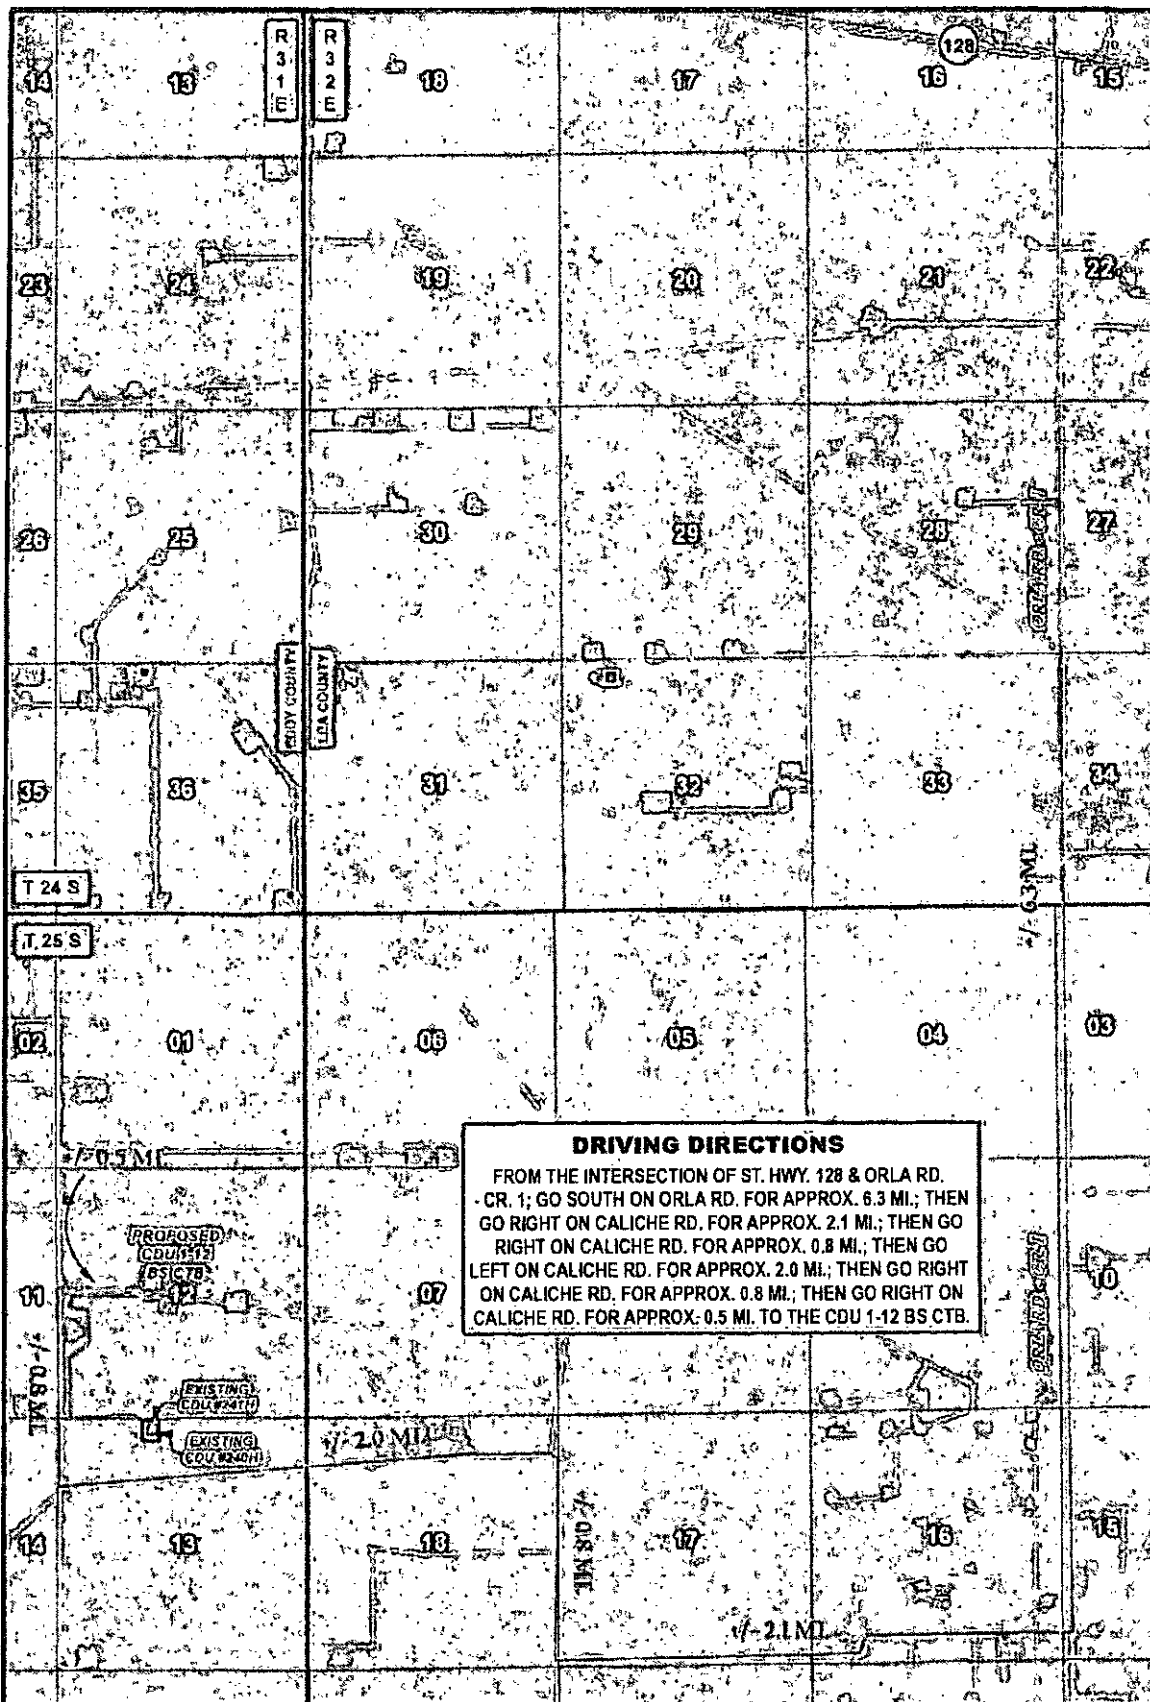 R
3
1
E
R
3
2
E
128
14
13
18
17
16
15
23
24
19
20
21
22
26
25
30
29
28
27
ORLA RD - CR 1
EDDY COUNTY
LEA COUNTY
35
36
31
32
33
34
+/- 6.3 MI.
T 24 S
T 25 S
02
01
06
05
04
03
+/- 0.5 MI.
DRIVING DIRECTIONS
FROM THE INTERSECTION OF ST. HWY. 128 & ORLA RD.
- CR. 1; GO SOUTH ON ORLA RD. FOR APPROX. 6.3 MI.; THEN
GO RIGHT ON CALICHE RD. FOR APPROX. 2.1 MI.; THEN GO
RIGHT ON CALICHE RD. FOR APPROX. 0.8 MI.; THEN GO
LEFT ON CALICHE RD. FOR APPROX. 2.0 MI.; THEN GO RIGHT
ON CALICHE RD. FOR APPROX. 0.8 MI.; THEN GO RIGHT ON
CALICHE RD. FOR APPROX. 0.5 MI. TO THE CDU 1-12 BS CTB.
PROPOSED
CDU 1-12
BS CTB
11
12
07
10
ORLA RD - CR 1
+/- 0.8 MI.
EXISTING
CDU #241H
EXISTING
CDU #240H
+/- 2.0 MI.
14
13
18
+/- 0.8 MI.
17
16
15
+/- 2.1 MI.